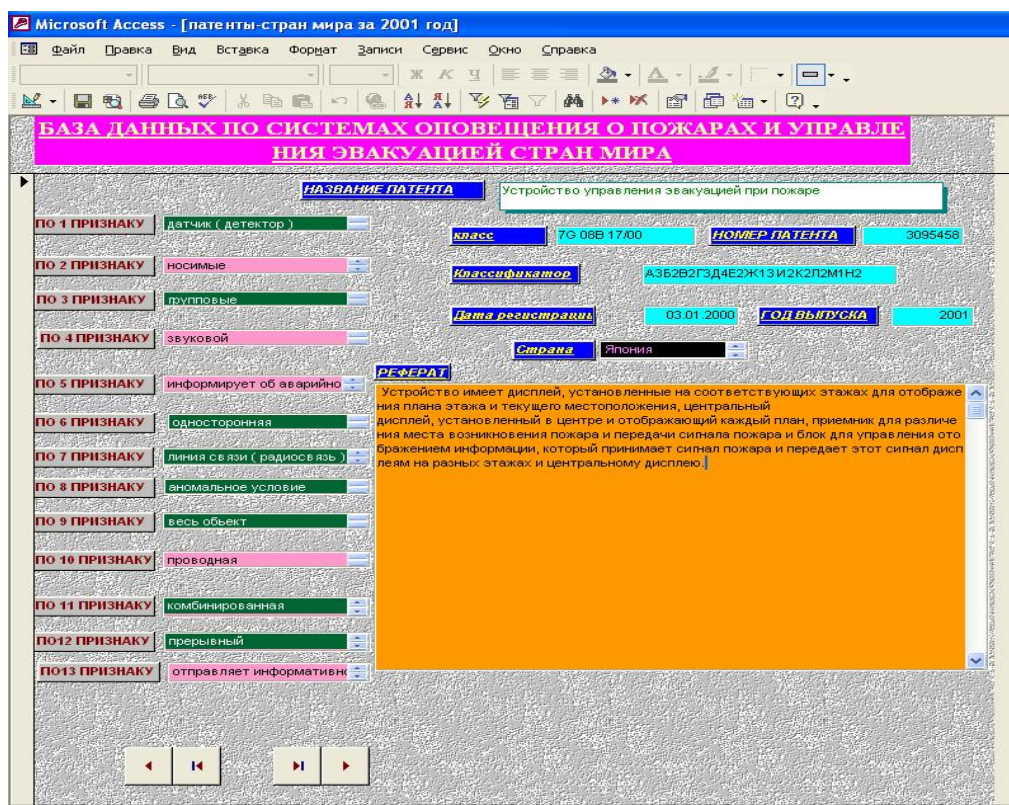 Microsoft Access - [патенты-стран мира за 2001 год]
Файл Правка Вид Вставка Формат Записи Сервис Окно Справка
Ж К Ч
БАЗА ДАННЫХ ПО СИСТЕМАХ ОПОВЕЩЕНИЯ О ПОЖАРАХ И УПРАВЛЕ
НИЯ ЭВАКУАЦИЕЙ СТРАН МИРА
НАЗВАНИЕ ПАТЕНТА Устройство управления эвакуацией при пожаре
ПО 1 ПРИЗНАКУ датчик ( детектор )
класс 7G 08B 17/00 НОМЕР ПАТЕНТА 3095458
ПО 2 ПРИЗНАКУ носимые
Классификатор А3Б2В2Г3Д4Е2Ж13И2К2Л2М1Н2
ПО 3 ПРИЗНАКУ групповые
Дата регистрации 03.01.2000 ГОД ВЫПУСКА 2001
ПО 4 ПРИЗНАКУ звуковой
Страна Япония
ПО 5 ПРИЗНАКУ информирует об аварийно
РЕФЕРАТ
Устройство имеет дисплей, установленные на соответствующих этажах для отображе
ния плана этажа и текущего местоположения, центральный
дисплей, установленный в центре и отображающий каждый план, приемник для различе
ния места возникновения пожара и передачи сигнала пожара и блок для управления ото
бражением информации, который принимает сигнал пожара и передает этот сигнал дисп
леям на разных этажах и центральному дисплею.
ПО 6 ПРИЗНАКУ односторонняя
ПО 7 ПРИЗНАКУ линия связи ( радиосвязь )
ПО 8 ПРИЗНАКУ аномальное условие
ПО 9 ПРИЗНАКУ весь объект
ПО 10 ПРИЗНАКУ проводная
ПО 11 ПРИЗНАКУ комбинированная
ПО12 ПРИЗНАКУ прерывный
ПО13 ПРИЗНАКУ отправляет информативно